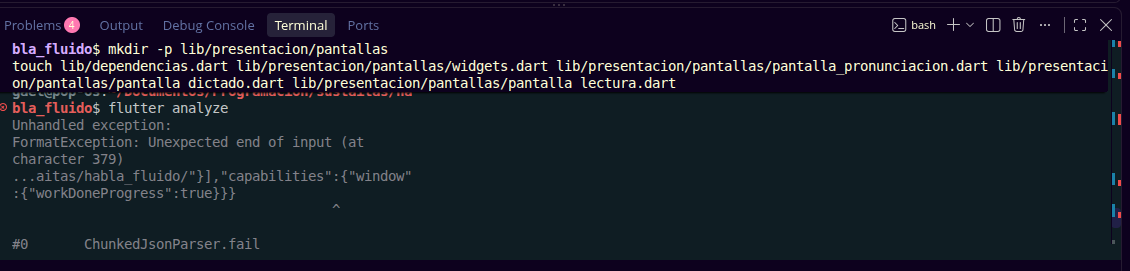 Problems 4 Output Debug Console Terminal Ports bash
bla_fluido$ mkdir -p lib/presentacion/pantallas
touch lib/dependencias.dart lib/presentacion/pantallas/widgets.dart lib/presentacion/pantallas/pantalla_pronunciacion.dart lib/presentaci
on/pantallas/pantalla dictado.dart lib/presentacion/pantallas/pantalla lectura.dart
bla_fluido$ flutter analyze
Unhandled exception:
FormatException: Unexpected end of input (at
character 379)
...aitas/habla_fluido/"}],"capabilities":{"window"
:{"workDoneProgress":true}}}
^
#0 ChunkedJsonParser.fail